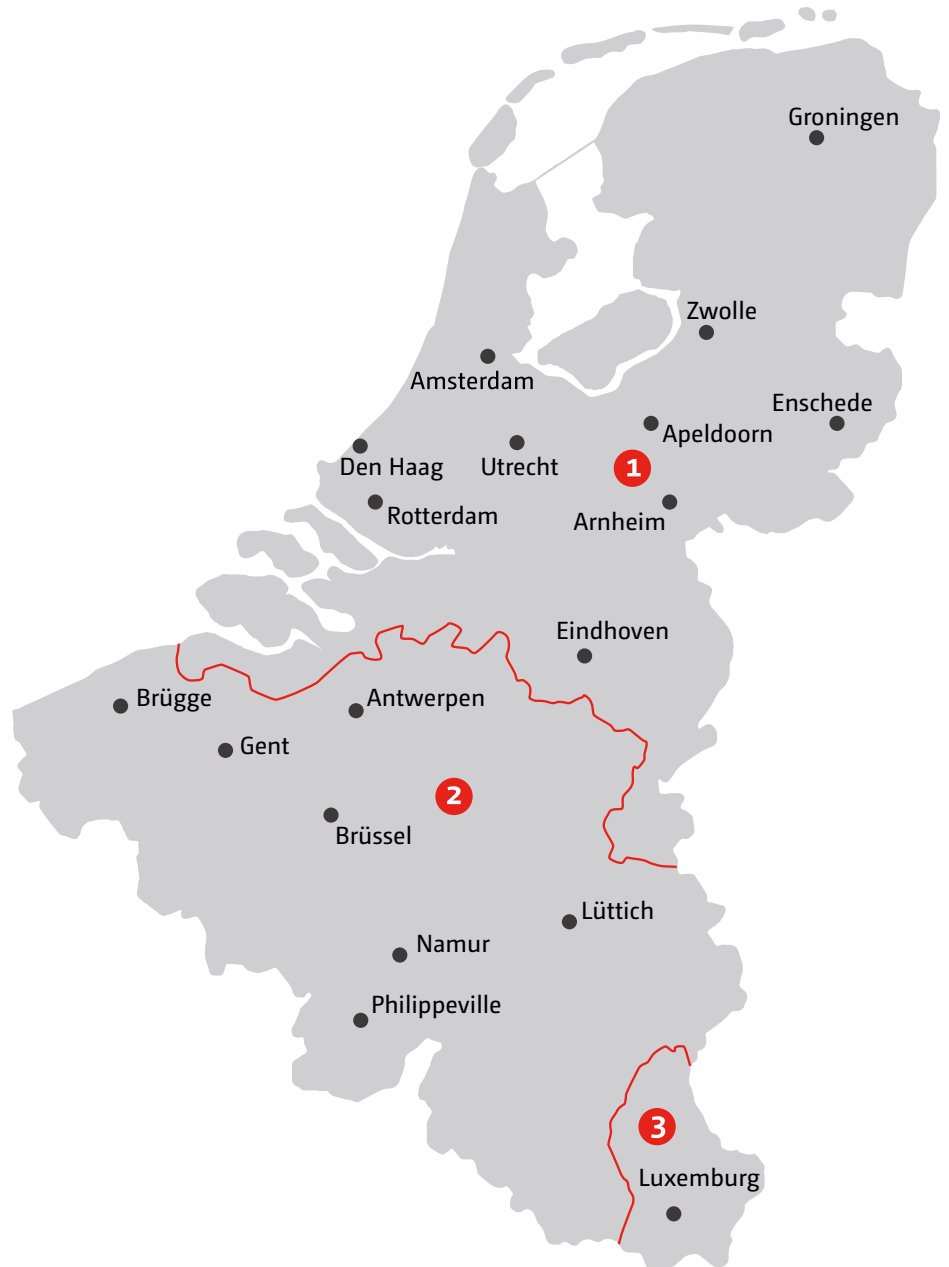 Groningen
Zwolle
Amsterdam
Enschede
Apeldoorn
Den Haag
Utrecht
1
Rotterdam
Arnheim
Eindhoven
Brügge
Antwerpen
Gent
2
Brüssel
Lüttich
Namur
Philippeville
3
Luxemburg